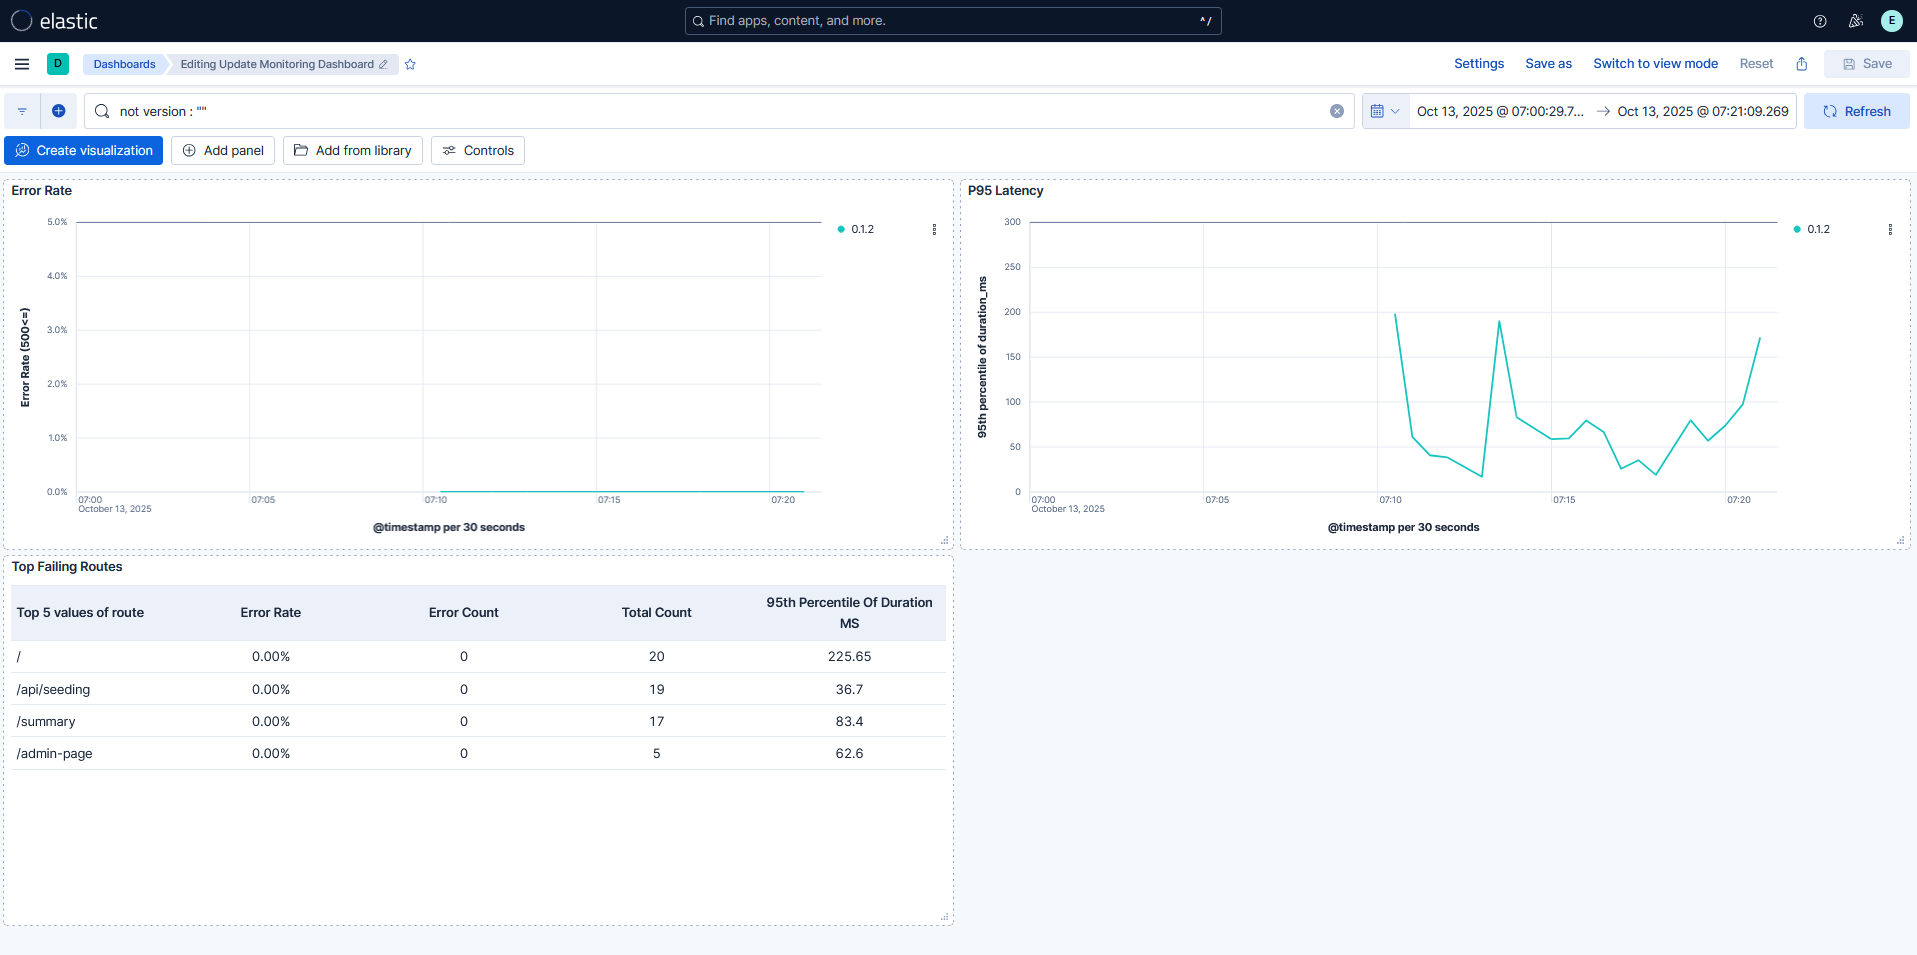 elastic
Find apps, content, and more.
^/
E
D
Dashboards
Editing Update Monitoring Dashboard
Settings
Save as
Switch to view mode
Reset
Save
not version : ""
Oct 13, 2025 @ 07:00:29.7...
Oct 13, 2025 @ 07:21:09.269
Refresh
Create visualization
Add panel
Add from library
Controls
Error Rate
5.0%
4.0%
3.0%
2.0%
1.0%
0.0%
Error Rate (500<=)
07:00
07:05
07:10
07:15
07:20
October 13, 2025
@timestamp per 30 seconds
0.1.2
P95 Latency
300
250
200
150
100
50
0
95th percentile of duration_ms
07:00
07:05
07:10
07:15
07:20
October 13, 2025
@timestamp per 30 seconds
0.1.2
Top Failing Routes
Top 5 values of route Error Rate Error Count Total Count 95th Percentile Of Duration
MS
/ 0.00% 0 20 225.65
/api/seeding 0.00% 0 19 36.7
/summary 0.00% 0 17 83.4
/admin-page 0.00% 0 5 62.6